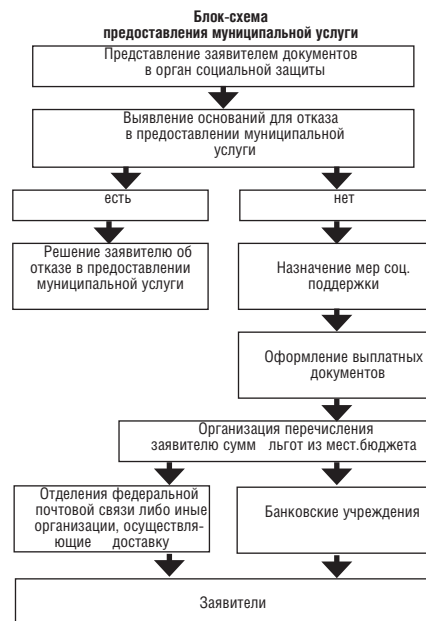 Блок-схема
предоставления муниципальной услуги
Представление заявителем документов
в орган социальной защиты
Выявление оснований для отказа
в предоставлении муниципальной
услуги
есть
нет
Решение заявителю об
отказе в предоставлении
муниципальной услуги
Назначение мер соц.
поддержки
Оформление выплатных
документов
Организация перечисления
заявителю сумм льгот из мест.бюджета
Отделения федеральной
почтовой связи либо иные
организации, осуществля-
ющие доставку
Банковские учреждения
Заявители